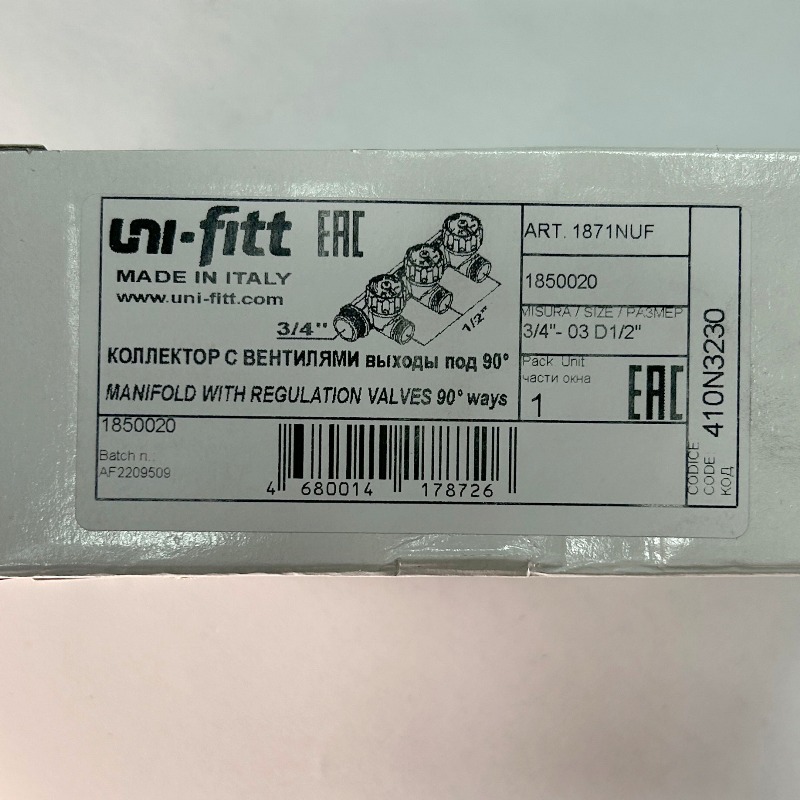 uni-fitt EAC
MADE IN ITALY
www.uni-fitt.com
3/4"
1/2"
КОЛЛЕКТОР С ВЕНТИЛЯМИ выходы под 90°
MANIFOLD WITH REGULATION VALVES 90° ways
ART. 1871NUF
1850020
MISURA / SIZE / РАЗМЕР
3/4"- 03 D1/2"
Pack Unit
части окна
1
EAC
1850020
Batch n.:
AF2209509
4 680014 178726
CODICE
CODE
КОД
410N3230